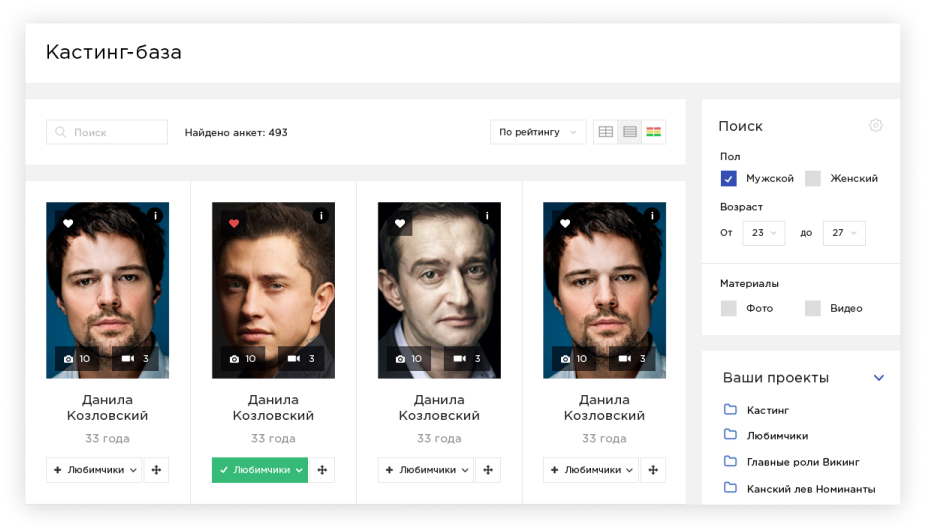 Кастинг-база
Поиск
Найдено анкет: 493
По рейтингу
i
10
3
Данила
Козловский
33 года
Любимчики
i
10
3
Данила
Козловский
33 года
Любимчики
i
10
3
Данила
Козловский
33 года
Любимчики
i
10
3
Данила
Козловский
33 года
Любимчики
Поиск
Пол
Мужской Женский
Возраст
От 23 до 27
Материалы
Фото Видео
Ваши проекты
Кастинг
Любимчики
Главные роли Викинг
Канский лев Номинанты